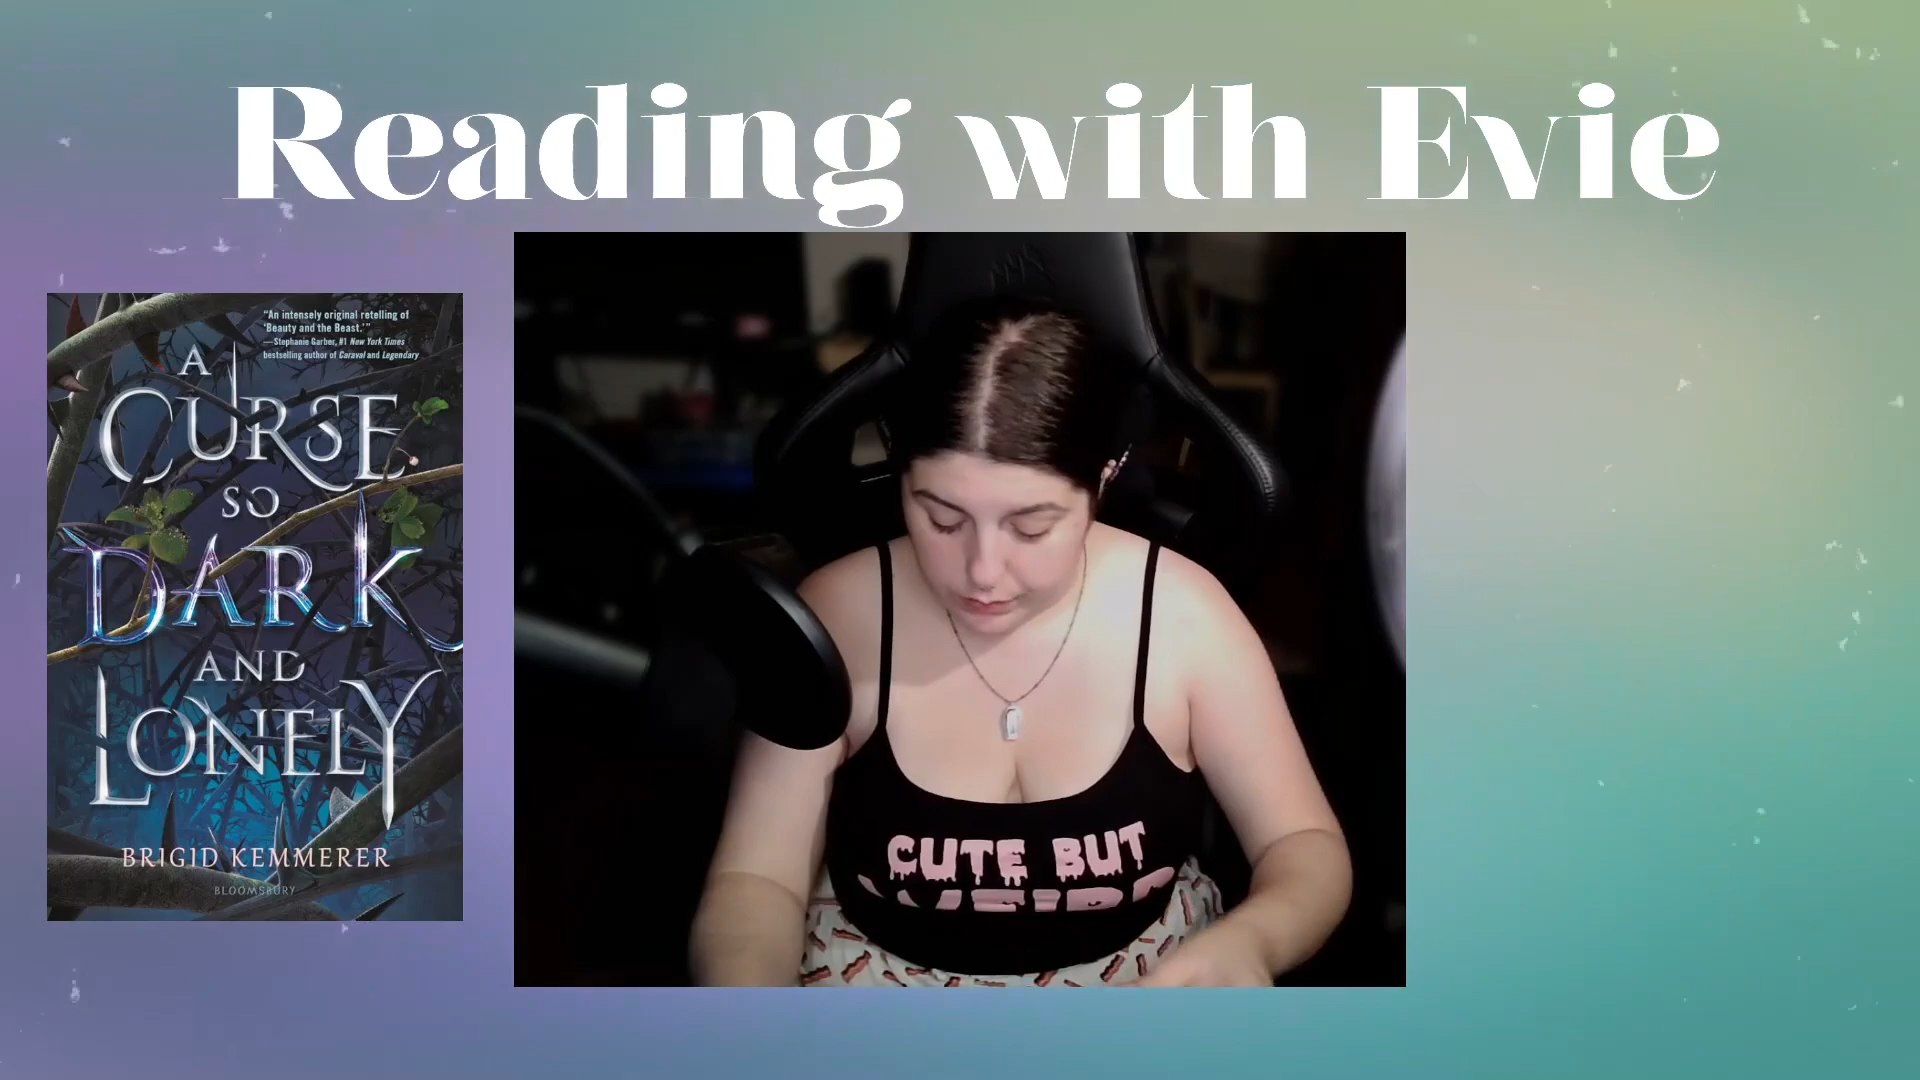 Reading with Evie
"An intensely original retelling of
'Beauty and the Beast.'"
—Stephanie Garber, #1 New York Times
bestselling author of Caraval and Legendary
A
CURSE
SO
DARK
AND
LONELY
BRIGID KEMMERER
BLOOMSBURY
CUTE BUT
WEIRD